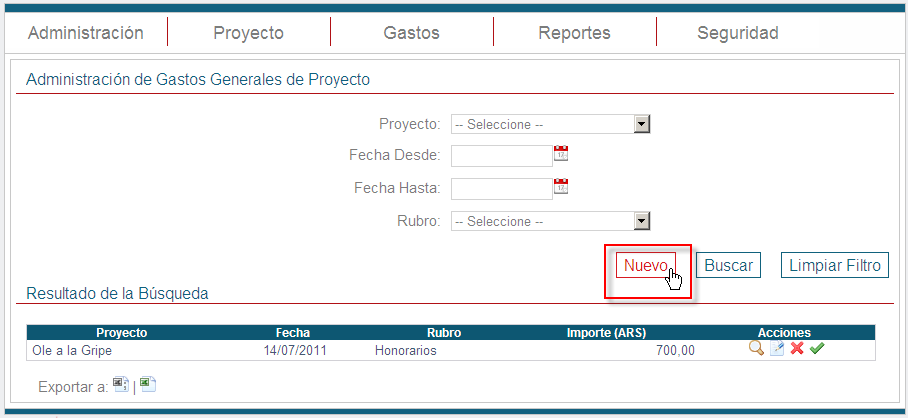 Administración Proyecto Gastos Reportes Seguridad
Administración de Gastos Generales de Proyecto
Proyecto: -- Seleccione --
Fecha Desde:
Fecha Hasta:
Rubro: -- Seleccione --
Nuevo Buscar Limpiar Filtro
Resultado de la Búsqueda
Proyecto Fecha Rubro Importe (ARS) Acciones
Ole a la Gripe 14/07/2011 Honorarios 700,00
Exportar a: |